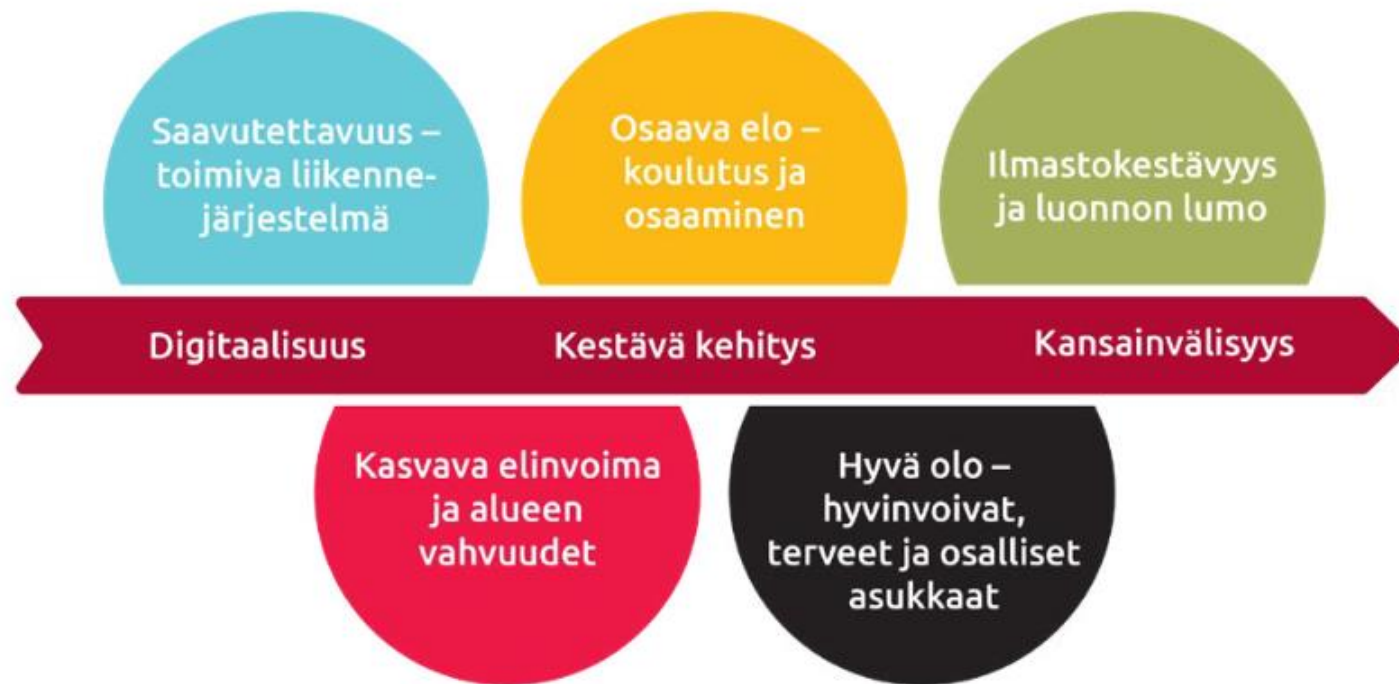 Saavutettavuus –
toimiva liikenne-
järjestelmä
Osaava elo –
koulutus ja
osaaminen
Ilmastokestävyys
ja luonnon lumo
Digitaalisuus
Kestävä kehitys
Kansainvälisyys
Kasvava elinvoima
ja alueen
vahvuudet
Hyvä olo –
hyvinvoivat,
terveet ja osalliset
asukkaat